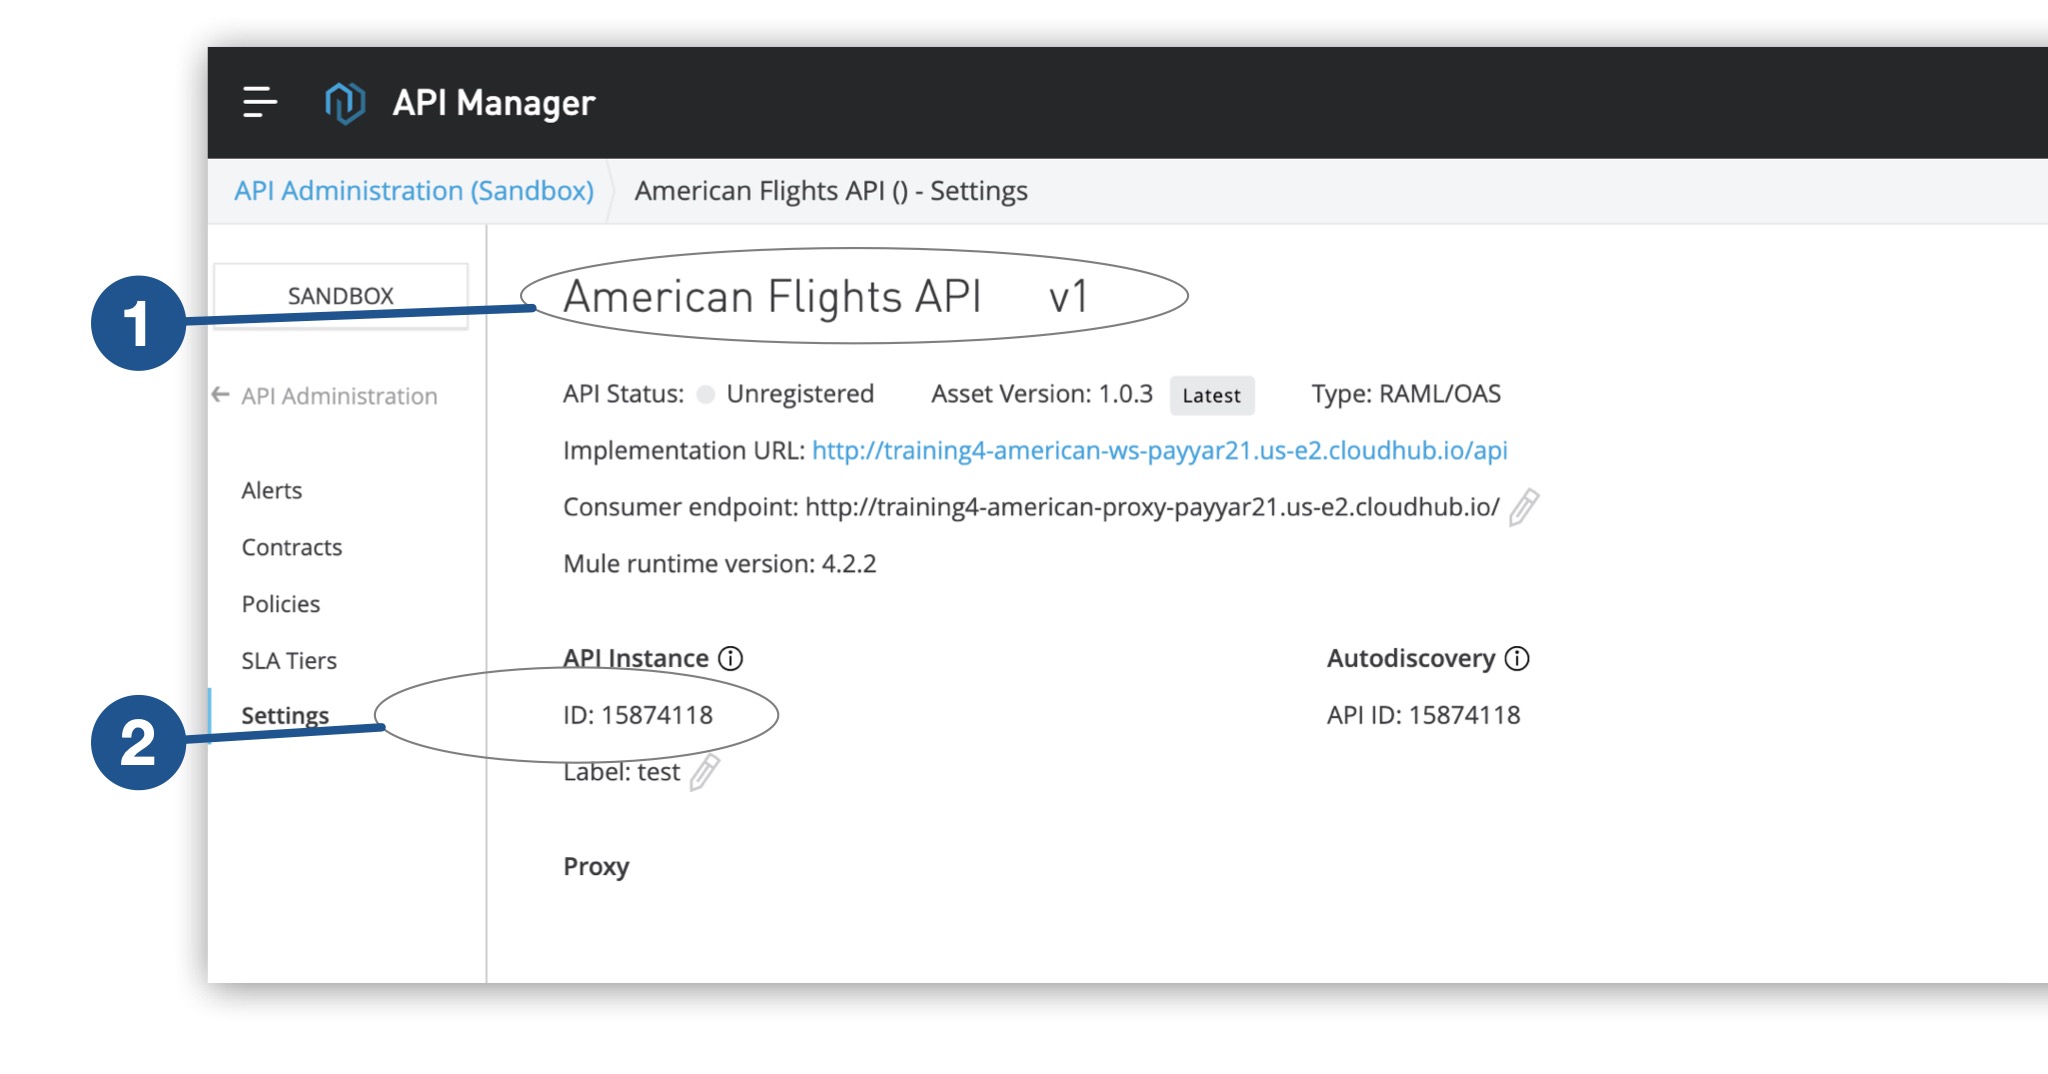 API Manager
API Administration (Sandbox) American Flights API () - Settings
SANDBOX
API Administration
Alerts
Contracts
Policies
SLA Tiers
Settings
1
2
American Flights API v1
API Status: Unregistered Asset Version: 1.0.3 Latest Type: RAML/OAS
Implementation URL: http://training4-american-ws-payyar21.us-e2.cloudhub.io/api
Consumer endpoint: http://training4-american-proxy-payyar21.us-e2.cloudhub.io/
Mule runtime version: 4.2.2
API Instance
ID: 15874118
Label: test
Autodiscovery
API ID: 15874118
Proxy